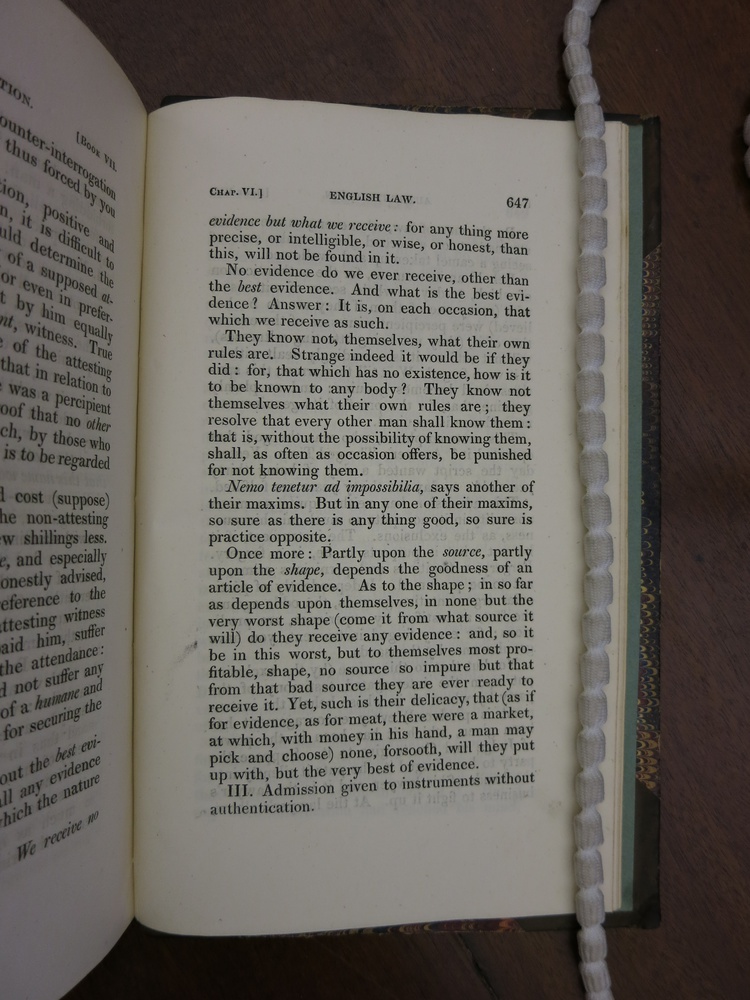 TION.
[Book VII.
ounter-interrogation
thus forced by you
tion, positive and
n, it is difficult to
uld determine the
of a supposed at-
or even in prefer-
t by him equally
nt, witness. True
e of the attesting
that in relation to
was a percipient
oof that no other
ch, by those who
is to be regarded
d cost (suppose)
he non-attesting
w shillings less.
e, and especially
onestly advised,
eference to the
attesting witness
aid him, suffer
the attendance:
d not suffer any
of a humane and
for securing the
out the best evi-
all any evidence
hich the nature
We receive no
Chap. VI.] ENGLISH LAW. 647
evidence but what we receive: for any thing more
precise, or intelligible, or wise, or honest, than
this, will not be found in it.
No evidence do we ever receive, other than
the best evidence. And what is the best evi-
dence? Answer: It is, on each occasion, that
which we receive as such.
They know not, themselves, what their own
rules are. Strange indeed it would be if they
did: for, that which has no existence, how is it
to be known to any body? They know not
themselves what their own rules are; they
resolve that every other man shall know them:
that is, without the possibility of knowing them,
shall, as often as occasion offers, be punished
for not knowing them.
Nemo tenetur ad impossibilia, says another of
their maxims. But in any one of their maxims,
so sure as there is any thing good, so sure is
practice opposite.
Once more: Partly upon the source, partly
upon the shape, depends the goodness of an
article of evidence. As to the shape; in so far
as depends upon themselves, in none but the
very worst shape (come it from what source it
will) do they receive any evidence: and, so it
be in this worst, but to themselves most pro-
fitable, shape, no source so impure but that
from that bad source they are ever ready to
receive it. Yet, such is their delicacy, that (as if
for evidence, as for meat, there were a market,
at which, with money in his hand, a man may
pick and choose) none, forsooth, will they put
up with, but the very best of evidence.
III. Admission given to instruments without
authentication.